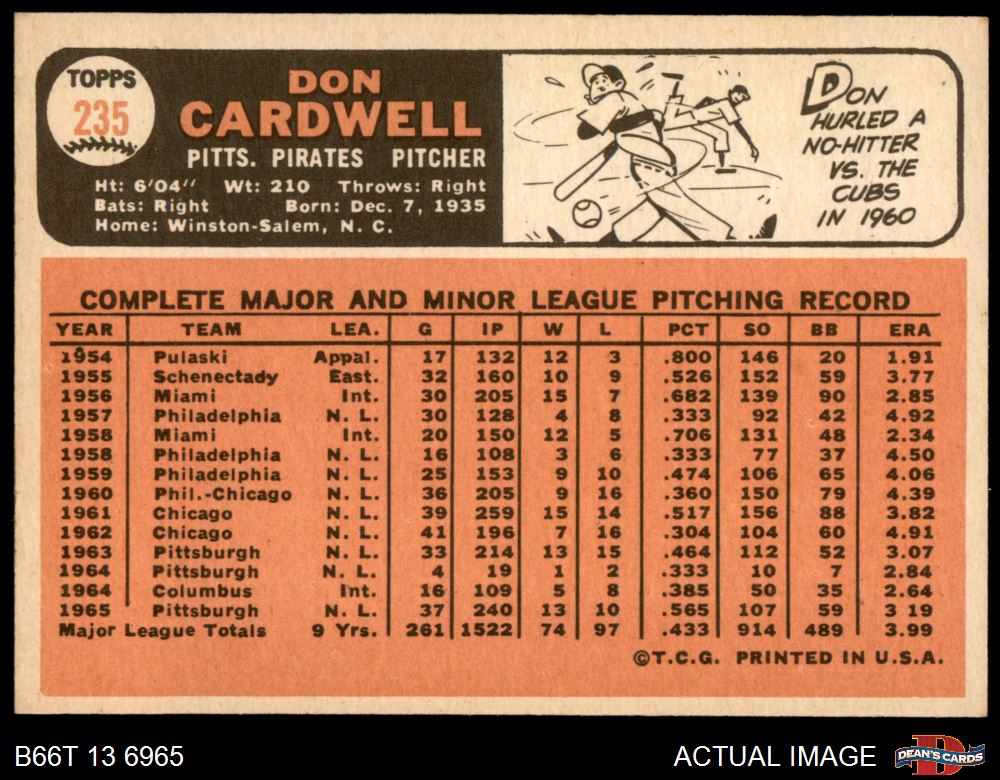 TOPPS
235
DON
CARDWELL
PITTS. PIRATES PITCHER
Ht: 6'04" Wt: 210 Throws: Right
Bats: Right Born: Dec. 7, 1935
Home: Winston-Salem, N. C.
DON
HURLED A
NO-HITTER
VS. THE
CUBS
IN 1960
COMPLETE MAJOR AND MINOR LEAGUE PITCHING RECORD
YEAR TEAM LEA. G IP W L PCT SO BB ERA
1954 Pulaski Appal. 17 132 12 3 .800 146 20 1.91
1955 Schenectady East. 32 160 10 9 .526 152 59 3.77
1956 Miami Int. 30 205 15 7 .682 139 90 2.85
1957 Philadelphia N. L. 30 128 4 8 .333 92 42 4.92
1958 Miami Int. 20 150 12 5 .706 131 48 2.34
1958 Philadelphia N. L. 16 108 3 6 .333 77 37 4.50
1959 Philadelphia N. L. 25 153 9 10 .474 106 65 4.06
1960 Phil.-Chicago N. L. 36 205 9 16 .360 150 79 4.39
1961 Chicago N. L. 39 259 15 14 .517 156 88 3.82
1962 Chicago N. L. 41 196 7 16 .304 104 60 4.91
1963 Pittsburgh N. L. 33 214 13 15 .464 112 52 3.07
1964 Pittsburgh N. L. 4 19 1 2 .333 10 7 2.84
1964 Columbus Int. 16 109 5 8 .385 50 35 2.64
1965 Pittsburgh N. L. 37 240 13 10 .565 107 59 3 19
Major League Totals 9 Yrs. 261 1522 74 97 .433 914 489 3.99
©T.C.G. PRINTED IN U.S.A.
B66T 13 6965
ACTUAL IMAGE
DEAN'S CARDS